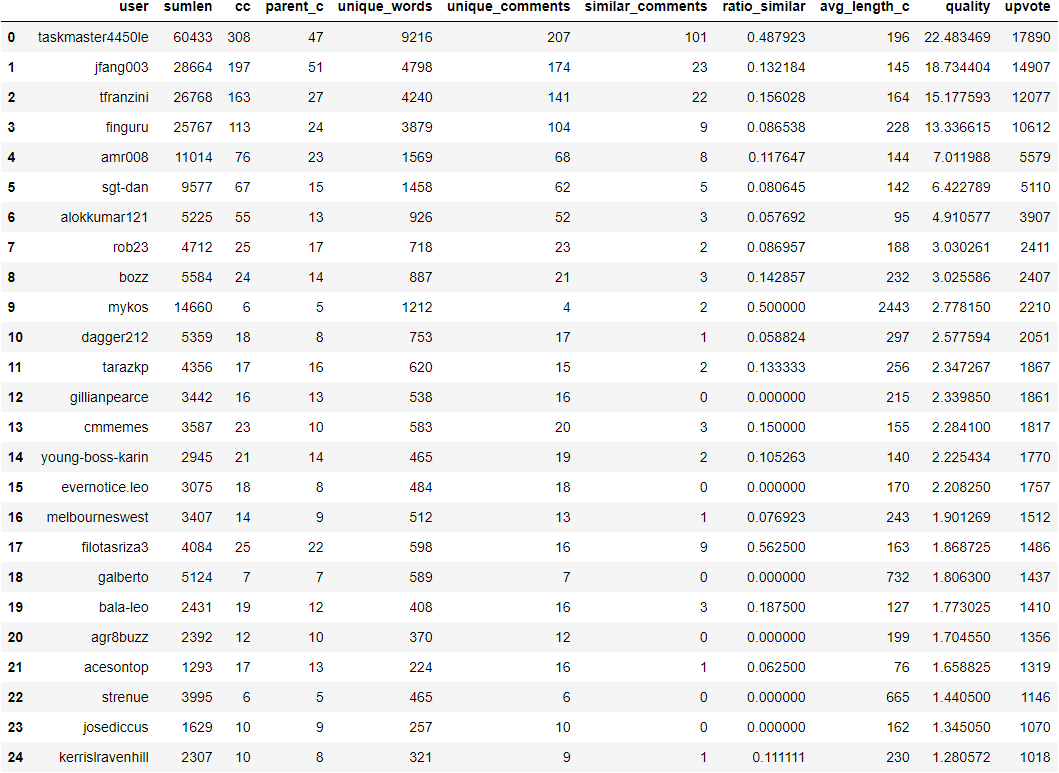 user sumlen cc parent_c unique_words unique_comments similar_comments ratio_similar avg_length_c quality upvote
0 taskmaster4450le 60433 308 47 9216 207 101 0.487923 196 22.483469 17890
1 jfang003 28664 197 51 4798 174 23 0.132184 145 18.734404 14907
2 tfranzini 26768 163 27 4240 141 22 0.156028 164 15.177593 12077
3 finguru 25767 113 24 3879 104 9 0.086538 228 13.336615 10612
4 amr008 11014 76 23 1569 68 8 0.117647 144 7.011988 5579
5 sgt-dan 9577 67 15 1458 62 5 0.080645 142 6.422789 5110
6 alokkumar121 5225 55 13 926 52 3 0.057692 95 4.910577 3907
7 rob23 4712 25 17 718 23 2 0.086957 188 3.030261 2411
8 bozz 5584 24 14 887 21 3 0.142857 232 3.025586 2407
9 mykos 14660 6 5 1212 4 2 0.500000 2443 2.778150 2210
10 dagger212 5359 18 8 753 17 1 0.058824 297 2.577594 2051
11 tarazkp 4356 17 16 620 15 2 0.133333 256 2.347267 1867
12 gillianpearce 3442 16 13 538 16 0 0.000000 215 2.339850 1861
13 cmmemes 3587 23 10 583 20 3 0.150000 155 2.284100 1817
14 young-boss-karin 2945 21 14 465 19 2 0.105263 140 2.225434 1770
15 evernotice.leo 3075 18 8 484 18 0 0.000000 170 2.208250 1757
16 melbourneswest 3407 14 9 512 13 1 0.076923 243 1.901269 1512
17 filotasriza3 4084 25 22 598 16 9 0.562500 163 1.868725 1486
18 galberto 5124 7 7 589 7 0 0.000000 732 1.806300 1437
19 bala-leo 2431 19 12 408 16 3 0.187500 127 1.773025 1410
20 agr8buzz 2392 12 10 370 12 0 0.000000 199 1.704550 1356
21 acesontop 1293 17 13 224 16 1 0.062500 76 1.658825 1319
22 strenue 3995 6 5 465 6 0 0.000000 665 1.440500 1146
23 josediccus 1629 10 9 257 10 0 0.000000 162 1.345050 1070
24 kerrislravenhill 2307 10 8 321 9 1 0.111111 230 1.280572 1018